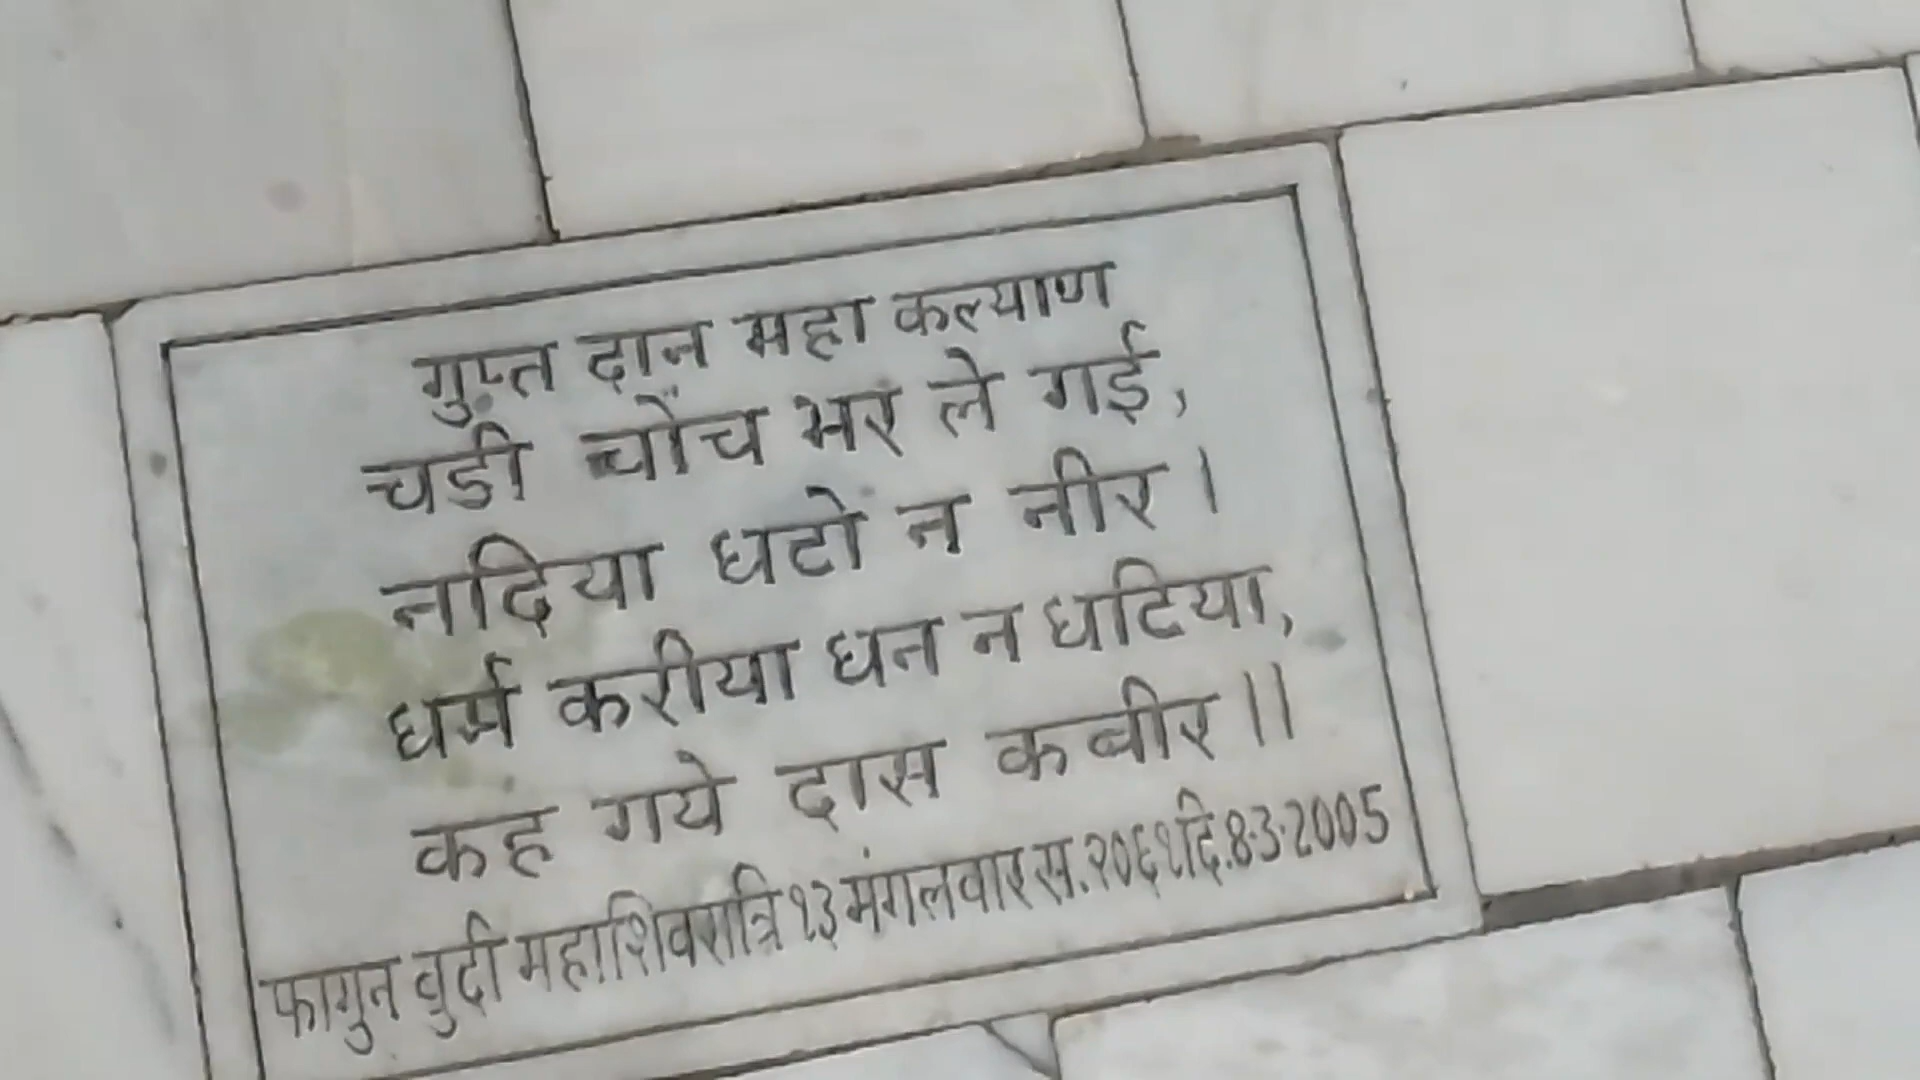 गुप्त दान महा कल्याण
चडी चोंच भर ले गई,
नदिया घटो न नीर।
धर्म करीया धन न घटिया,
कह गये दास कबीर।।
फागुन वुदी महाशिवरात्रि १३ मंगलवार स. २०६१ दि. 8.3.2005